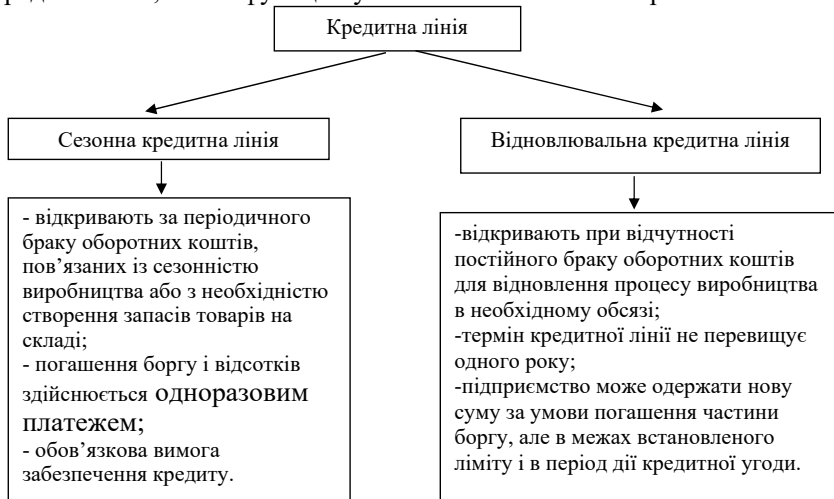 Кредитна лінія
Сезонна кредитна лінія
Відновлювальна кредитна лінія
- відкривають за періодичного
браку оборотних коштів,
пов’язаних із сезонністю
виробництва або з необхідністю
створення запасів товарів на
складі;
- погашення боргу і відсотків
здійснюється одноразовим
платежем;
- обов’язкова вимога
забезпечення кредиту.
-відкривають при відчутності
постійного браку оборотних коштів
для відновлення процесу виробництва
в необхідному обсязі;
-термін кредитної лінії не перевищує
одного року;
-підприємство може одержати нову
суму за умови погашення частини
боргу, але в межах встановленого
ліміту і в період дії кредитної угоди.